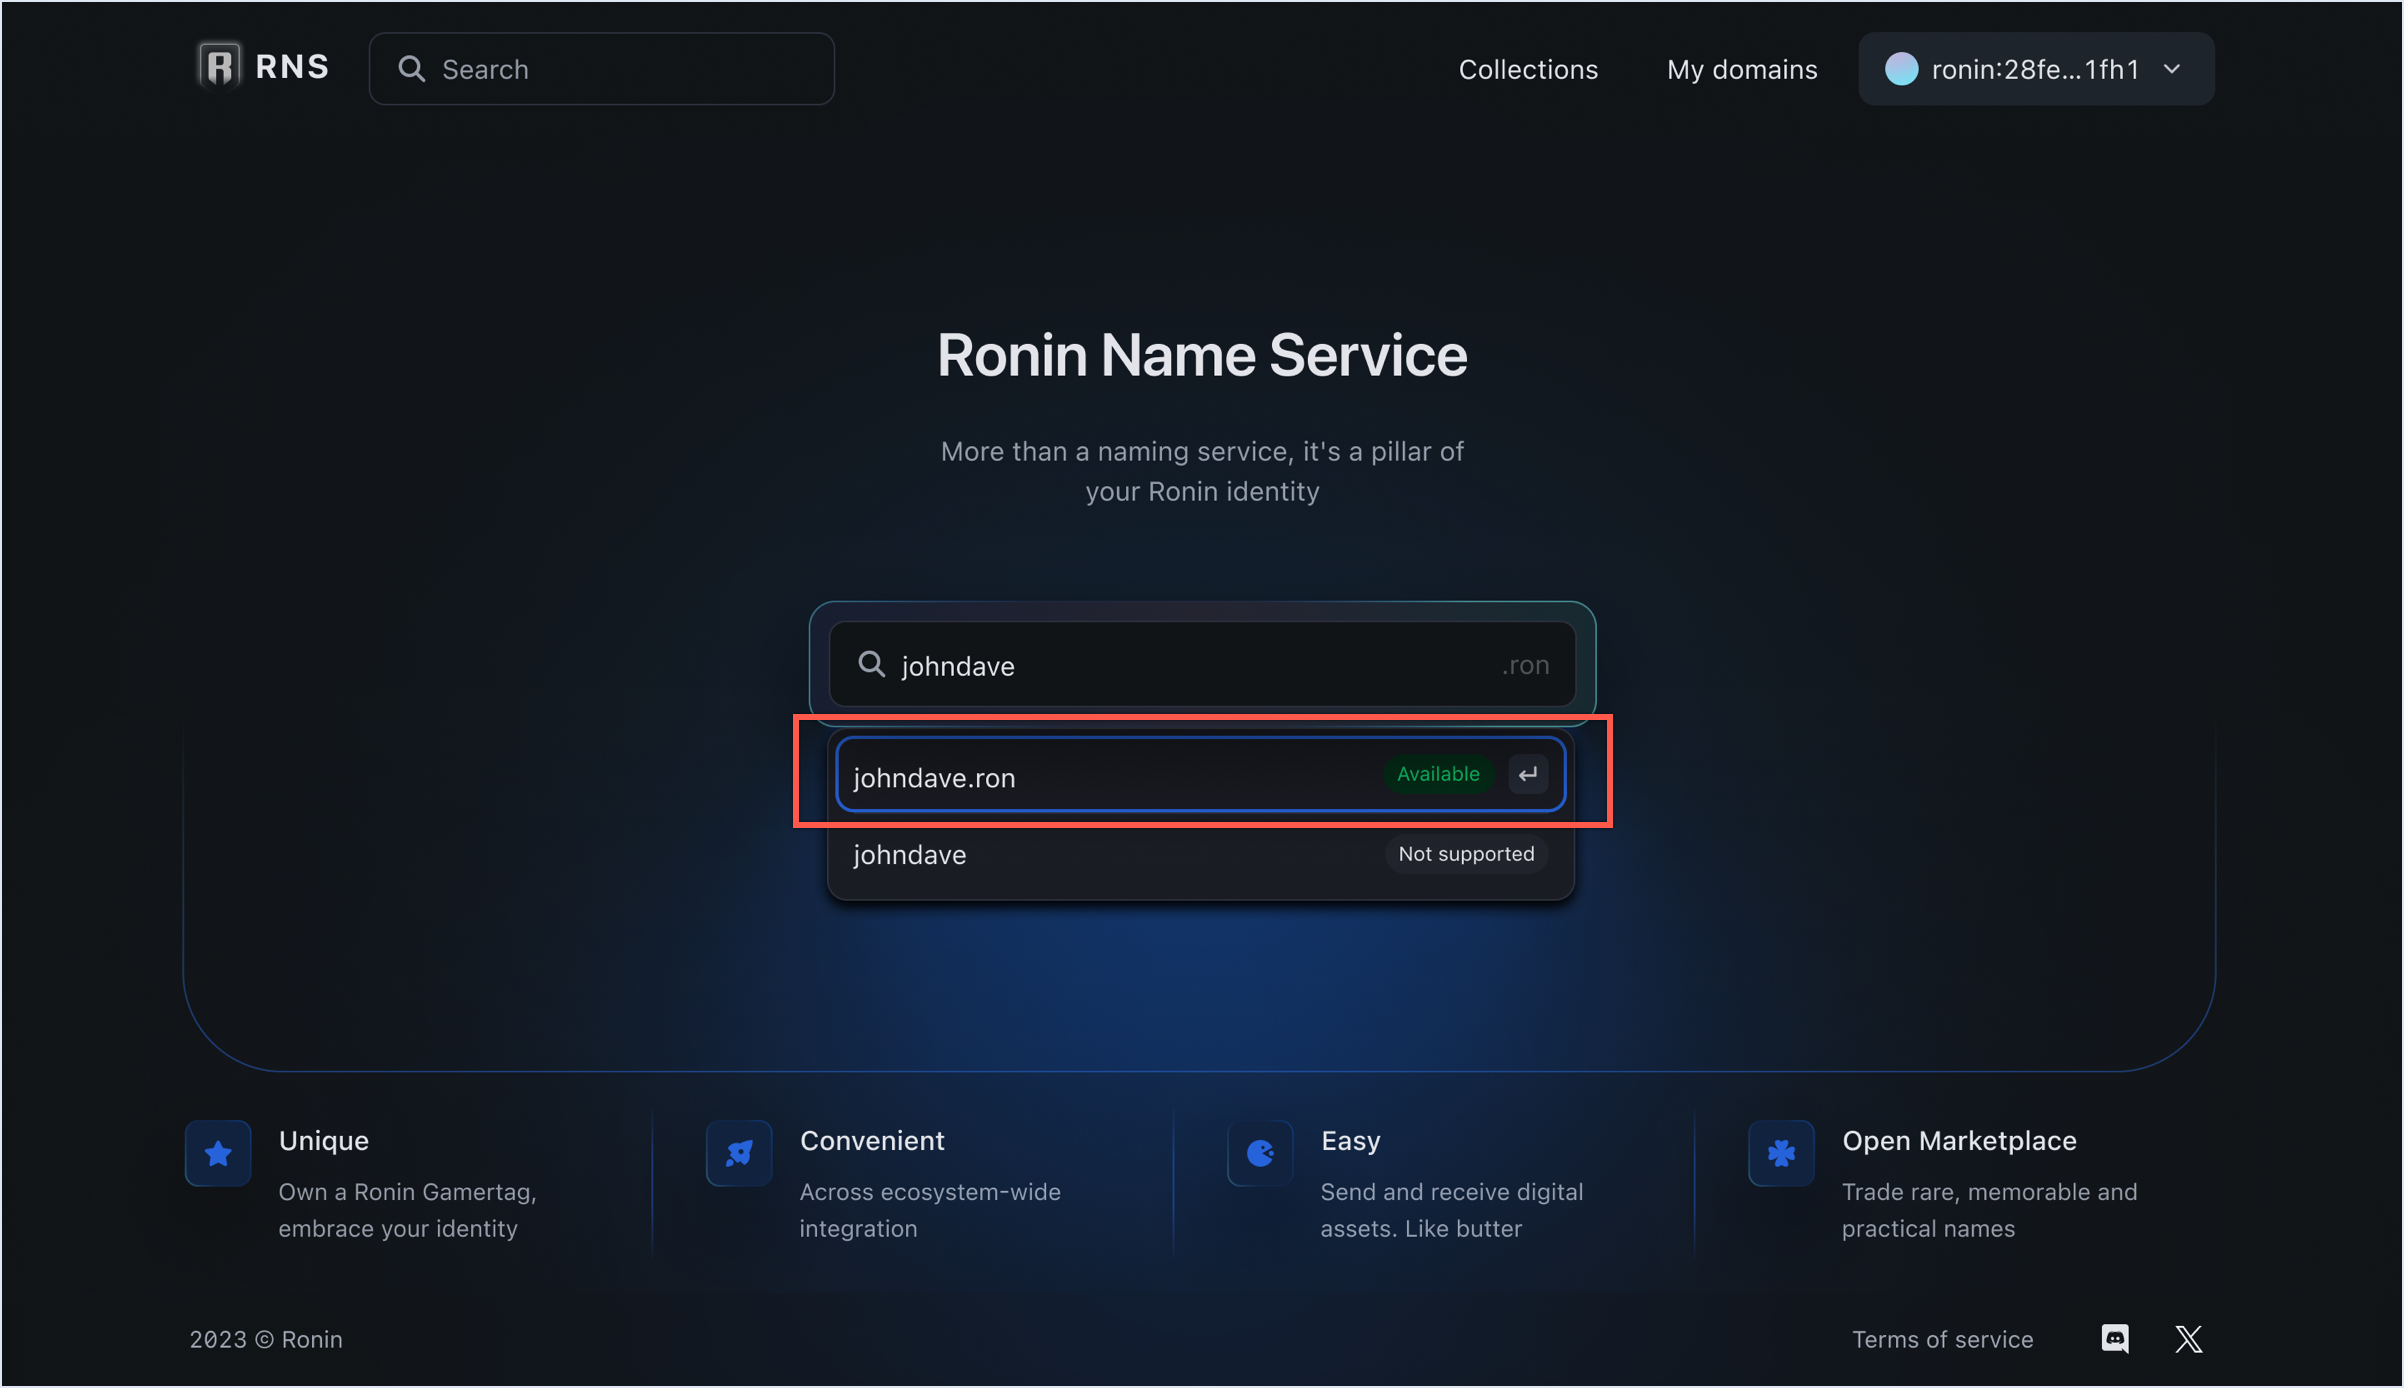 RNS
Search
Collections
My domains
ronin:28fe...1fh1
Ronin Name Service
More than a naming service, it's a pillar of
your Ronin identity
johndave
.ron
johndave.ron
Available
johndave
Not supported
Unique
Own a Ronin Gamertag,
embrace your identity
Convenient
Across ecosystem-wide
integration
Easy
Send and receive digital
assets. Like butter
Open Marketplace
Trade rare, memorable and
practical names
2023 © Ronin
Terms of service